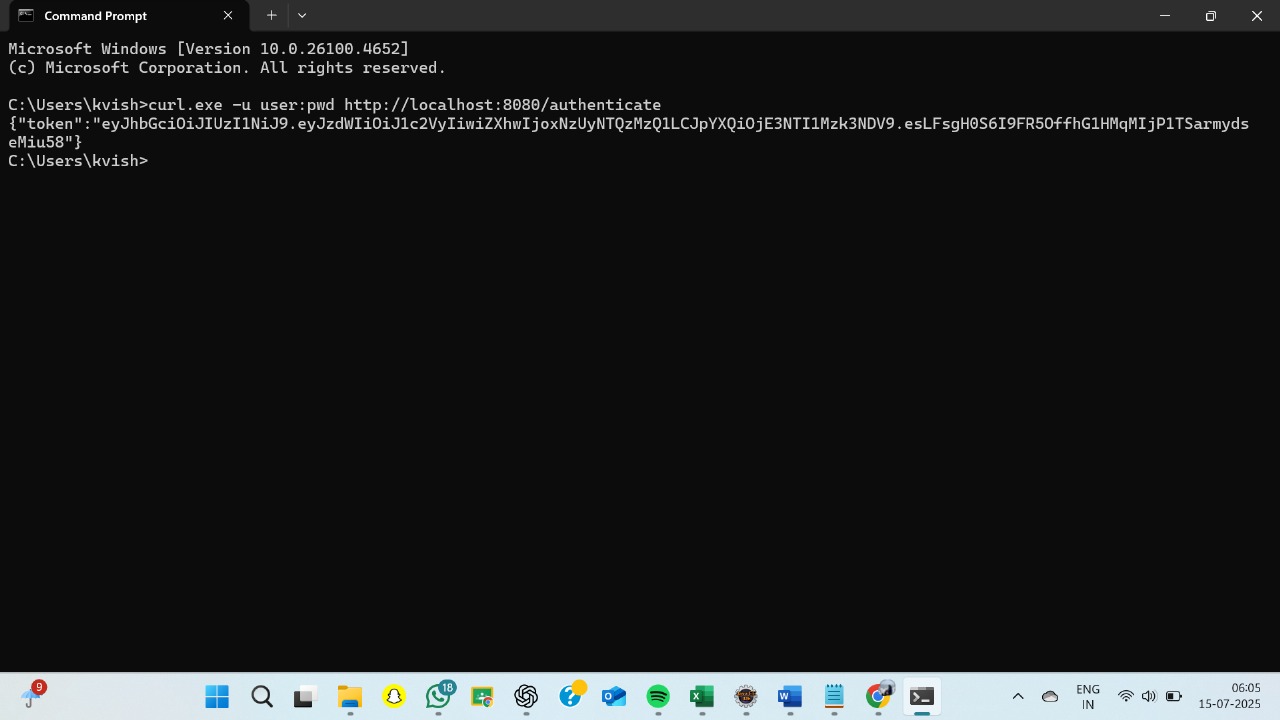 Command Prompt
Microsoft Windows [Version 10.0.26100.4652]
(c) Microsoft Corporation. All rights reserved.
C:\Users\kvish>curl.exe -u user:pwd http://localhost:8080/authenticate
{"token":"eyJhbGciOiJIUzI1NiJ9.eyJzdWIiOiJ1c2VyIiwiZXhwIjoxNzUyNTQzMzQ1LCJpYXQiOjE3NTI1Mzk3NDV9.esLFsgH0S6I9FR5OffhG1HMqMIjP1TSarmyds
eMiu58"}
C:\Users\kvish>
9
18
ENG
IN
06:05
15-07-2025